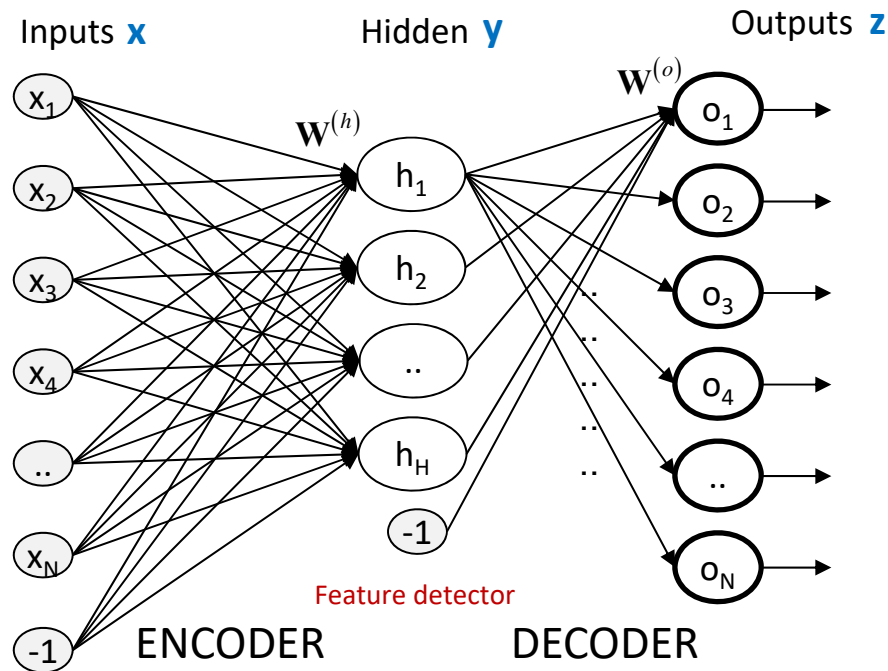 Inputs x
Hidden y
Outputs z
W(h)
W(o)
x1
x2
x3
x4
..
xN
-1
h1
h2
..
hH
-1
..
..
..
..
..
o1
o2
o3
o4
..
oN
Feature detector
ENCODER
DECODER